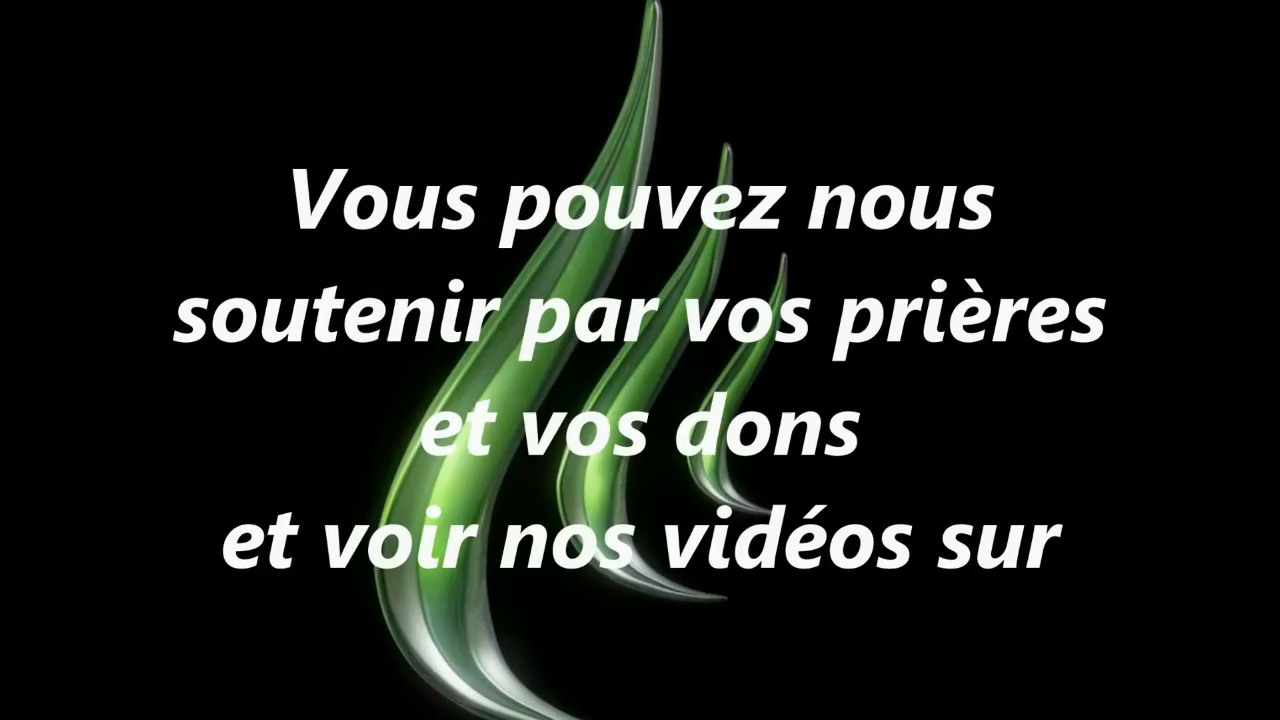 Vous pouvez nous
soutenir par vos prières
et vos dons
et voir nos vidéos sur